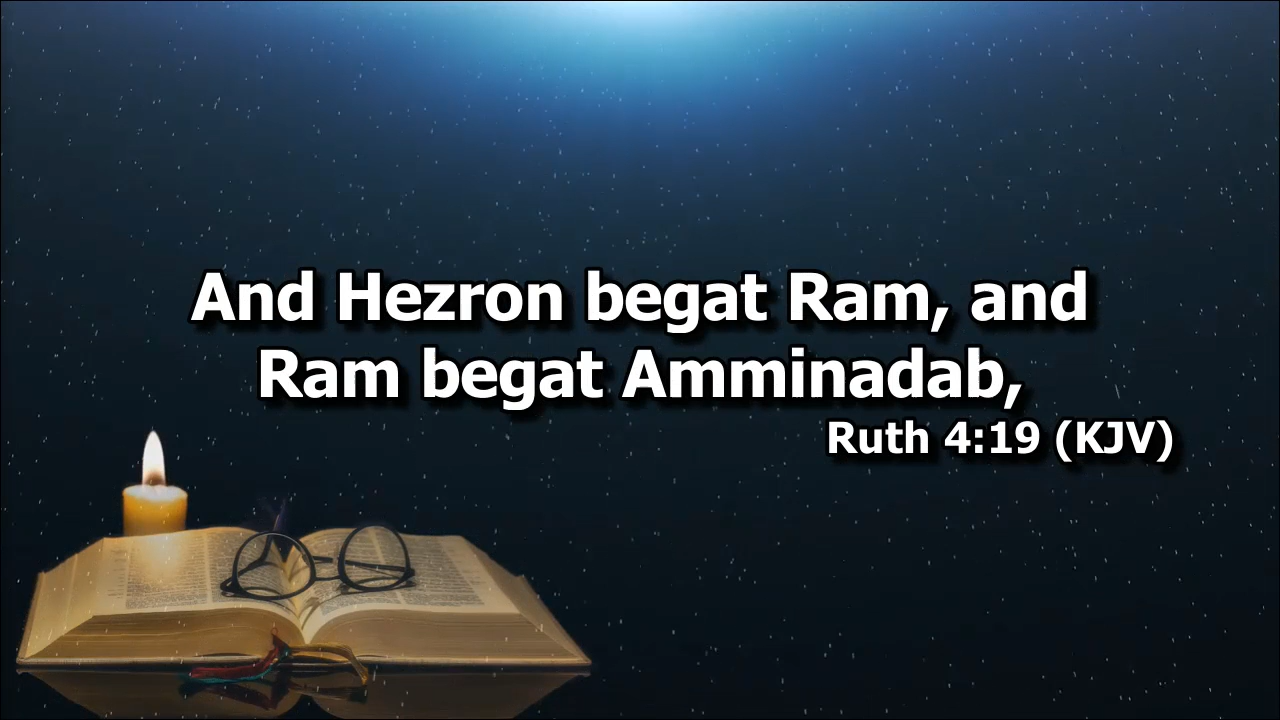 And Hezron begat Ram, and
Ram begat Amminadab,
Ruth 4:19 (KJV)